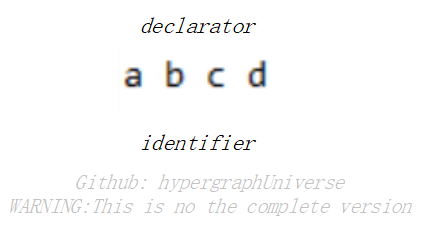 declarator
a b c d
identifier
Github: hypergraphUniverse
WARNING:This is no the complete version